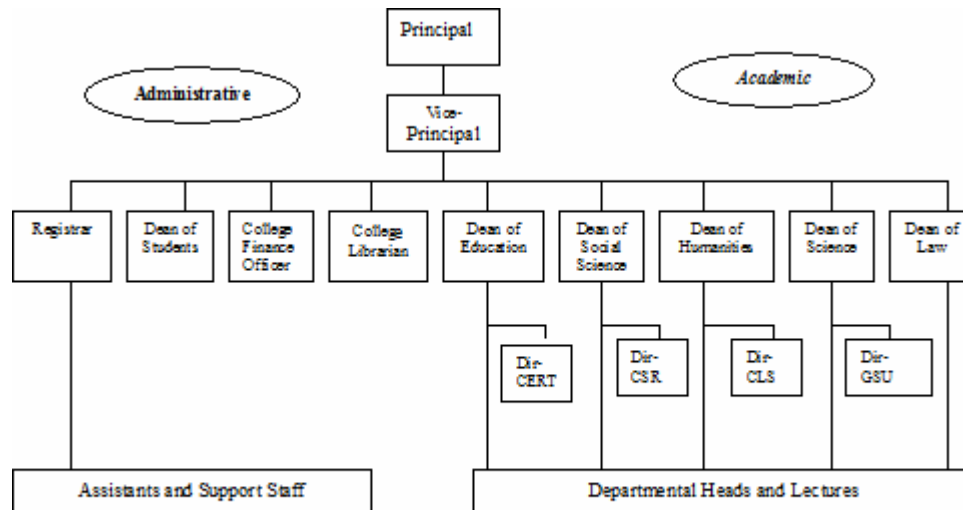 Principal
Administrative
Academic
Vice-
Principal
Registrar
Dean of
Students
College
Finance
Officer
College
Librarian
Dean of
Education
Dean of
Social
Science
Dean of
Humanities
Dean of
Science
Dean of
Law
Dir-
CERT
Dir-
CSR
Dir-
CLS
Dir-
GSU
Assistants and Support Staff
Departmental Heads and Lectures